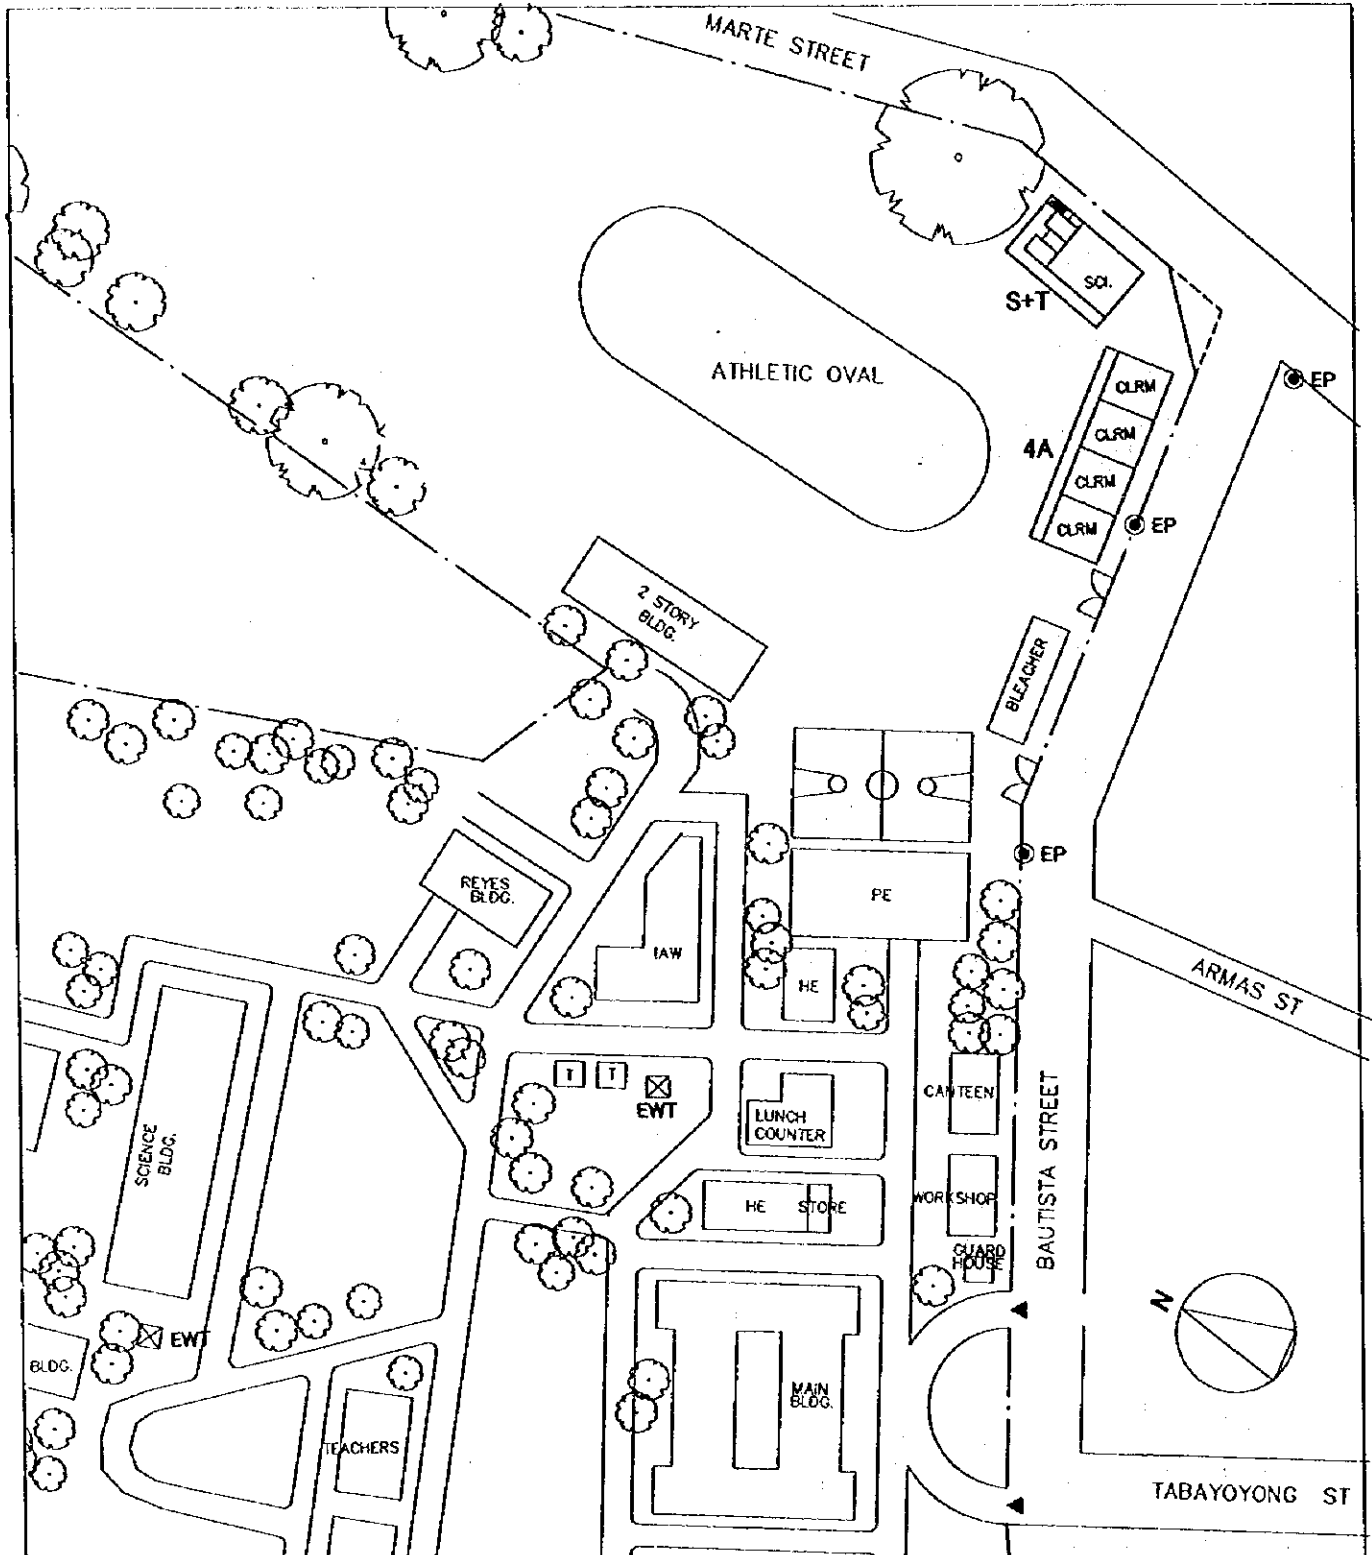 MARTE STREET
SCI.
S+T
ATHLETIC OVAL
EP
CLRM
CLRM
4A
CLRM
EP
CLRM
2 STORY
BLDG.
BLEACHER
EP
REYES
BLDG.
PE
IAW
HE
ARMAS ST
T
T
EWT
CANTEEN
LUNCH
COUNTER
BAUTISTA STREET
SCIENCE
BLDG.
WORKSHOP
HE
STORE
GUARD
HOUSE
N
EWT
BLDG.
MAIN
BLDG.
TEACHERS
TABAYOYONG ST